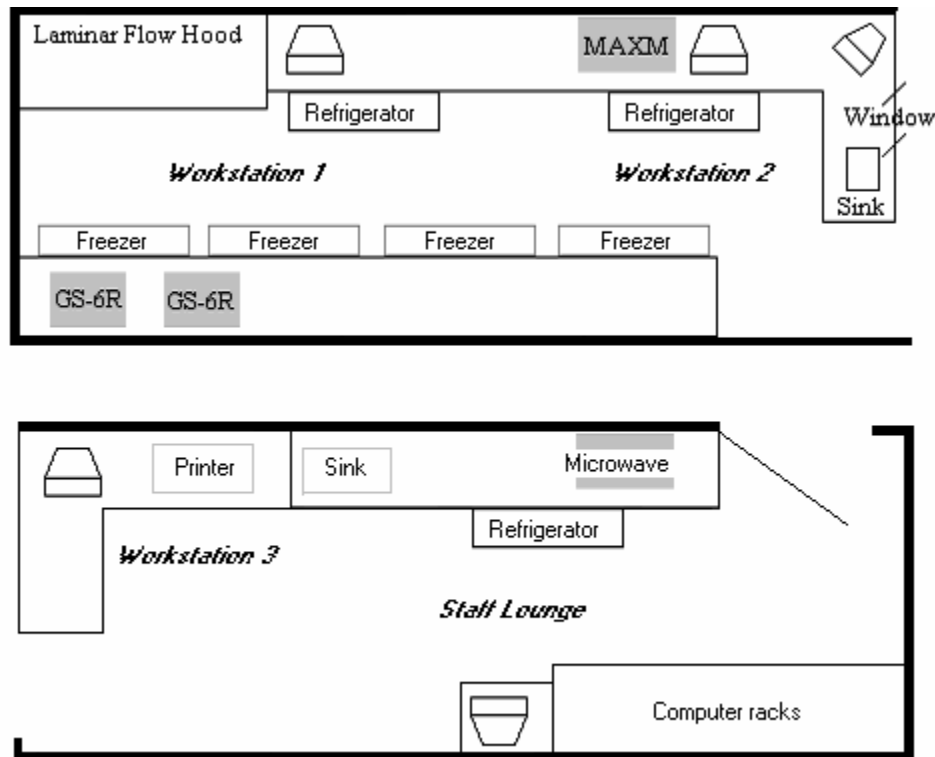 Laminar Flow Hood
MAXM
Refrigerator
Refrigerator
Window
Workstation 1
Workstation 2
Sink
Freezer
Freezer
Freezer
Freezer
GS-6R
GS-6R
Printer
Sink
Microwave
Refrigerator
Workstation 3
Staff Lounge
Computer racks